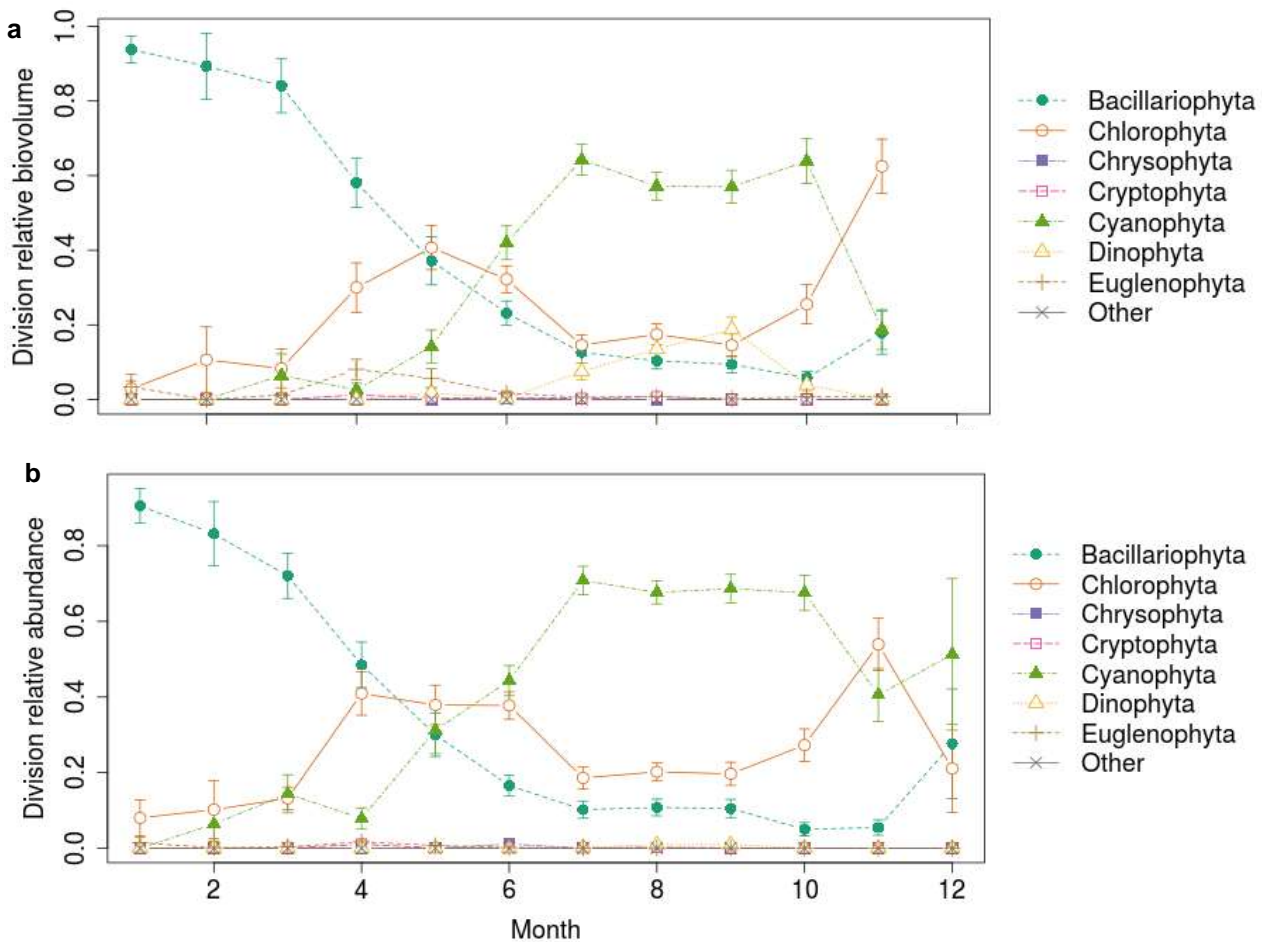 a
Division relative biovolume
1.0
0.8
0.6
0.4
0.2
0.0
Bacillariophyta
Chlorophyta
Chrysophyta
Cryptophyta
Cyanophyta
Dinophyta
Euglenophyta
Other
b
Division relative abundance
0.8
0.6
0.4
0.2
0.0
Bacillariophyta
Chlorophyta
Chrysophyta
Cryptophyta
Cyanophyta
Dinophyta
Euglenophyta
Other
2 4 6 8 10 12
Month